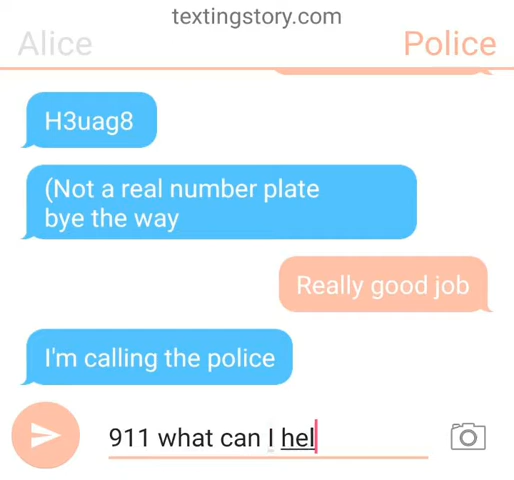 textingstory.com
Alice
Police
H3uag8
(Not a real number plate
bye the way
Really good job
I'm calling the police
911 what can I hel